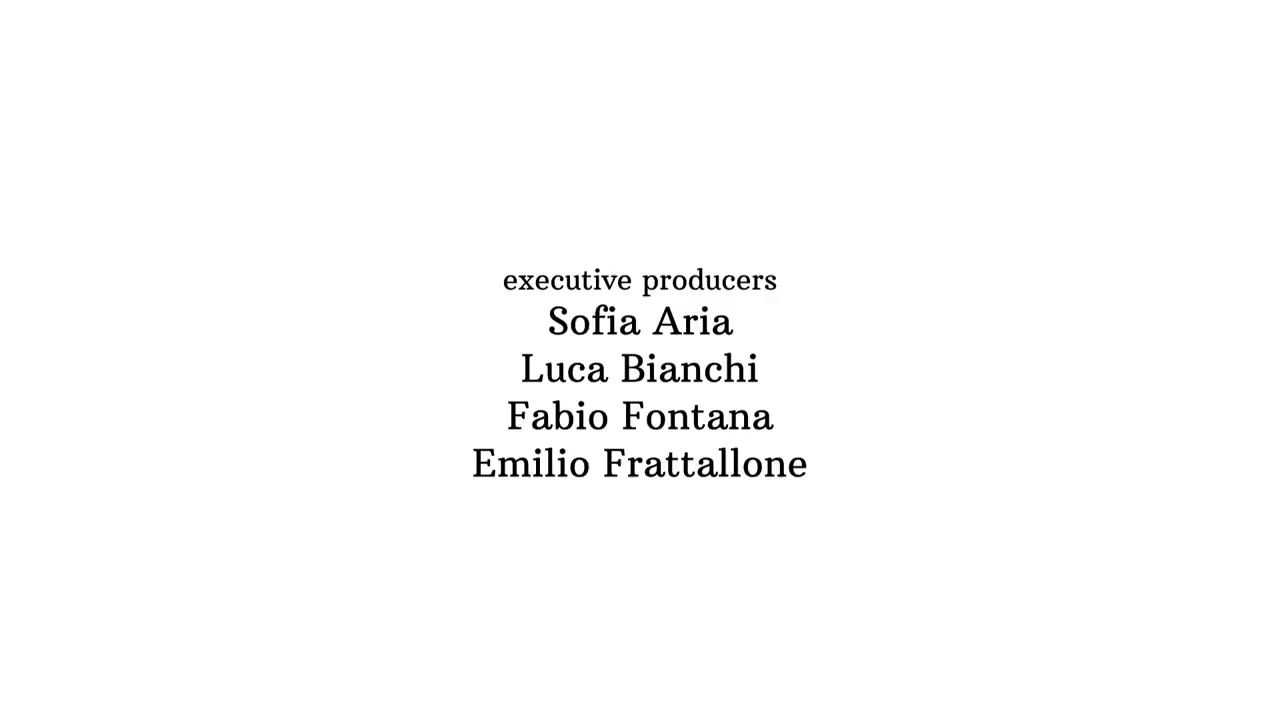 executive producers
Sofia Aria
Luca Bianchi
Fabio Fontana
Emilio Frattallone